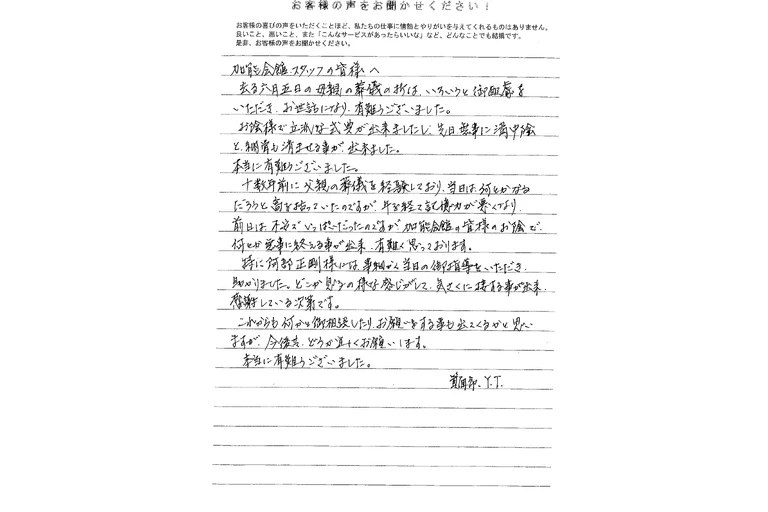 お客様の声をお聞かせください！
お客様の喜びの声をいただくことほど、私たちの仕事に情熱とやりがいを与えてくれるものはありません。
良いこと、悪いこと、また「こんなサービスがあったらいいな」など、どんなことでも結構です。
是非、お客様の声をお聞かせください。
加能会館スタッフの皆様へ
去る六月五日の母親の葬儀の折は、いろいろと御配慮を
いただき、お世話になり、有難うございました。
お陰様で立派な式典が出来ましたし、先日無事に満中陰
と、納骨も済ませる事が出来ました。
本当に有難うございました。
十数年前に父親の葬儀を経験しており、当日は何とかなる
だろうと高を括っていたのですが、年を経て記憶力が悪くなり、
前日は不安でいっぱいだったのですが加能会館の皆様のお陰で、
何とか無事に終える事が出来、有難く思っております。
特に阿部正剛様には、事前から当日の御指導をいただき、
助かりました。どこか息子の様な感じがして、気さくに接する事が出来、
感謝している次第です。
これからも何かと御相談したり、お願いをする事も出てくるかと思い
ますが、今後共、どうか宜しくお願いします。
本当に有難うございました。
Y.T.